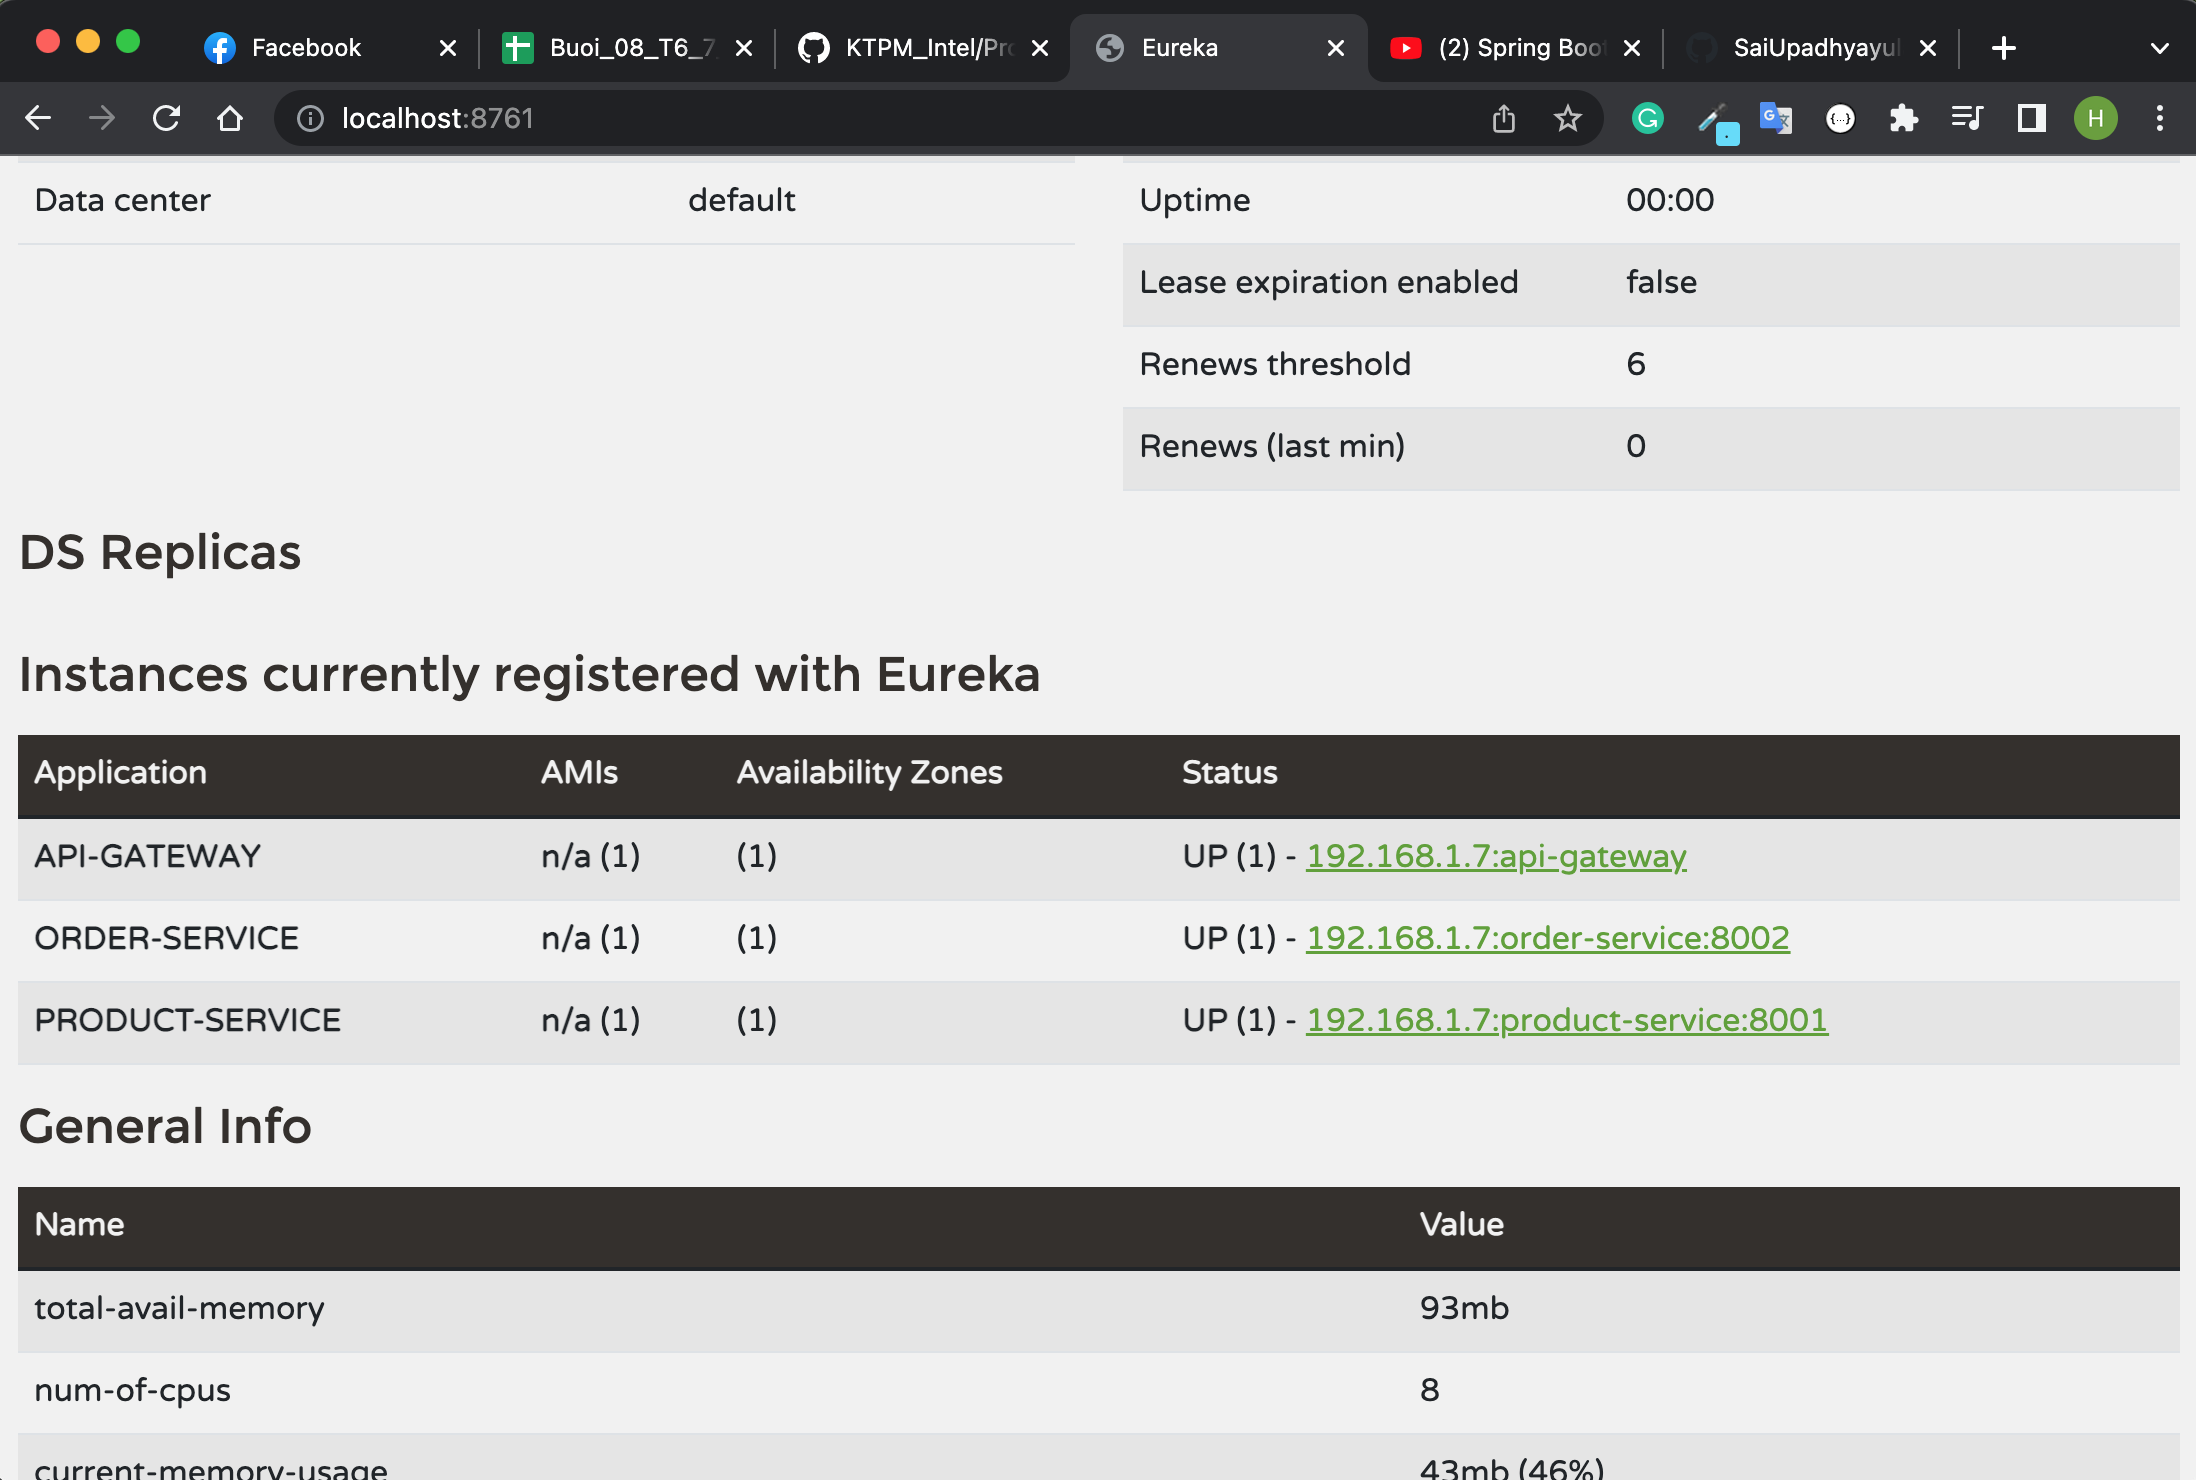 Facebook
Buoi_08_T6_7
KTPM_Intel/Pro
Eureka
(2) Spring Boot
SaiUpadhyayul
localhost:8761
G
{...}
H
Data center default
Uptime 00:00
Lease expiration enabled false
Renews threshold 6
Renews (last min) 0
DS Replicas
Instances currently registered with Eureka
Application AMIs Availability Zones Status
API-GATEWAY n/a (1) (1) UP (1) - 192.168.1.7:api-gateway
ORDER-SERVICE n/a (1) (1) UP (1) - 192.168.1.7:order-service:8002
PRODUCT-SERVICE n/a (1) (1) UP (1) - 192.168.1.7:product-service:8001
General Info
Name Value
total-avail-memory 93mb
num-of-cpus 8
current-memory-usage 43mb (46%)